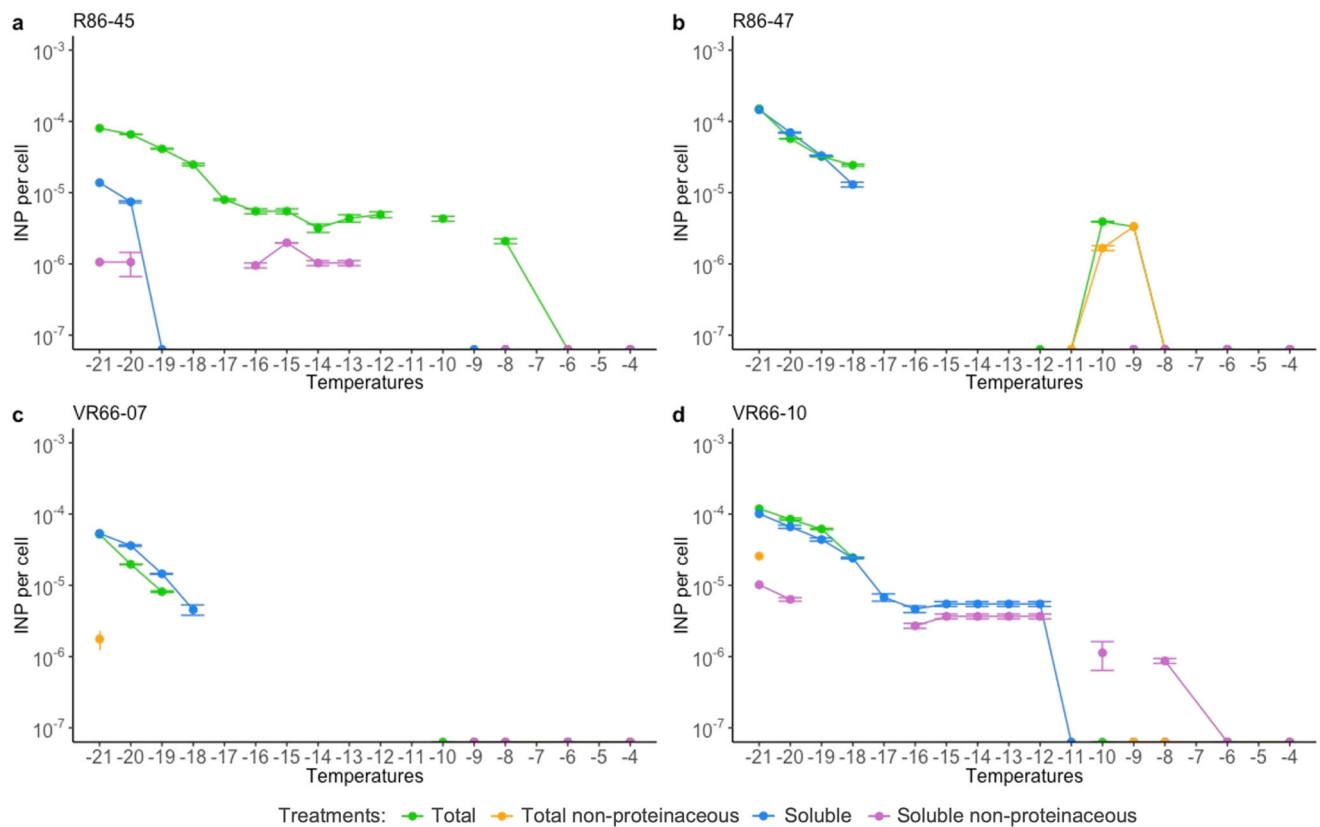 a R86-45
INP per cell
10-3
10-4
10-5
10-6
10-7
-21 -20 -19 -18 -17 -16 -15 -14 -13 -12 -11 -10 -9 -8 -7 -6 -5 -4
Temperatures
b R86-47
INP per cell
10-3
10-4
10-5
10-6
10-7
-21 -20 -19 -18 -17 -16 -15 -14 -13 -12 -11 -10 -9 -8 -7 -6 -5 -4
Temperatures
c VR66-07
INP per cell
10-3
10-4
10-5
10-6
10-7
-21 -20 -19 -18 -17 -16 -15 -14 -13 -12 -11 -10 -9 -8 -7 -6 -5 -4
Temperatures
d VR66-10
INP per cell
10-3
10-4
10-5
10-6
10-7
-21 -20 -19 -18 -17 -16 -15 -14 -13 -12 -11 -10 -9 -8 -7 -6 -5 -4
Temperatures
Treatments: Total Total non-proteinaceous Soluble Soluble non-proteinaceous